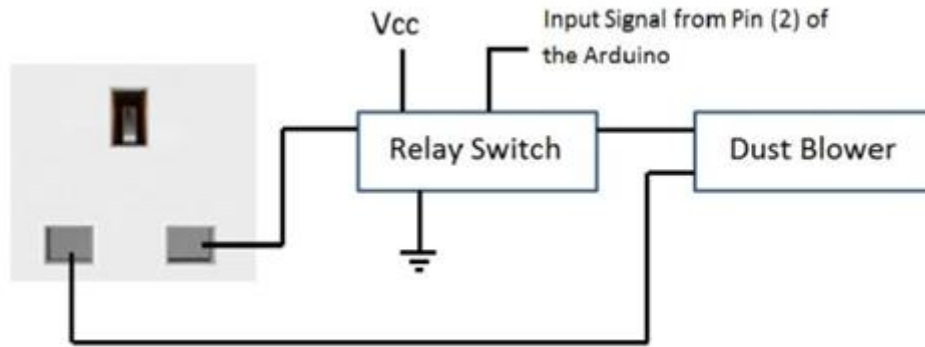 Vcc
Input Signal from Pin (2) of
the Arduino
Relay Switch
Dust Blower